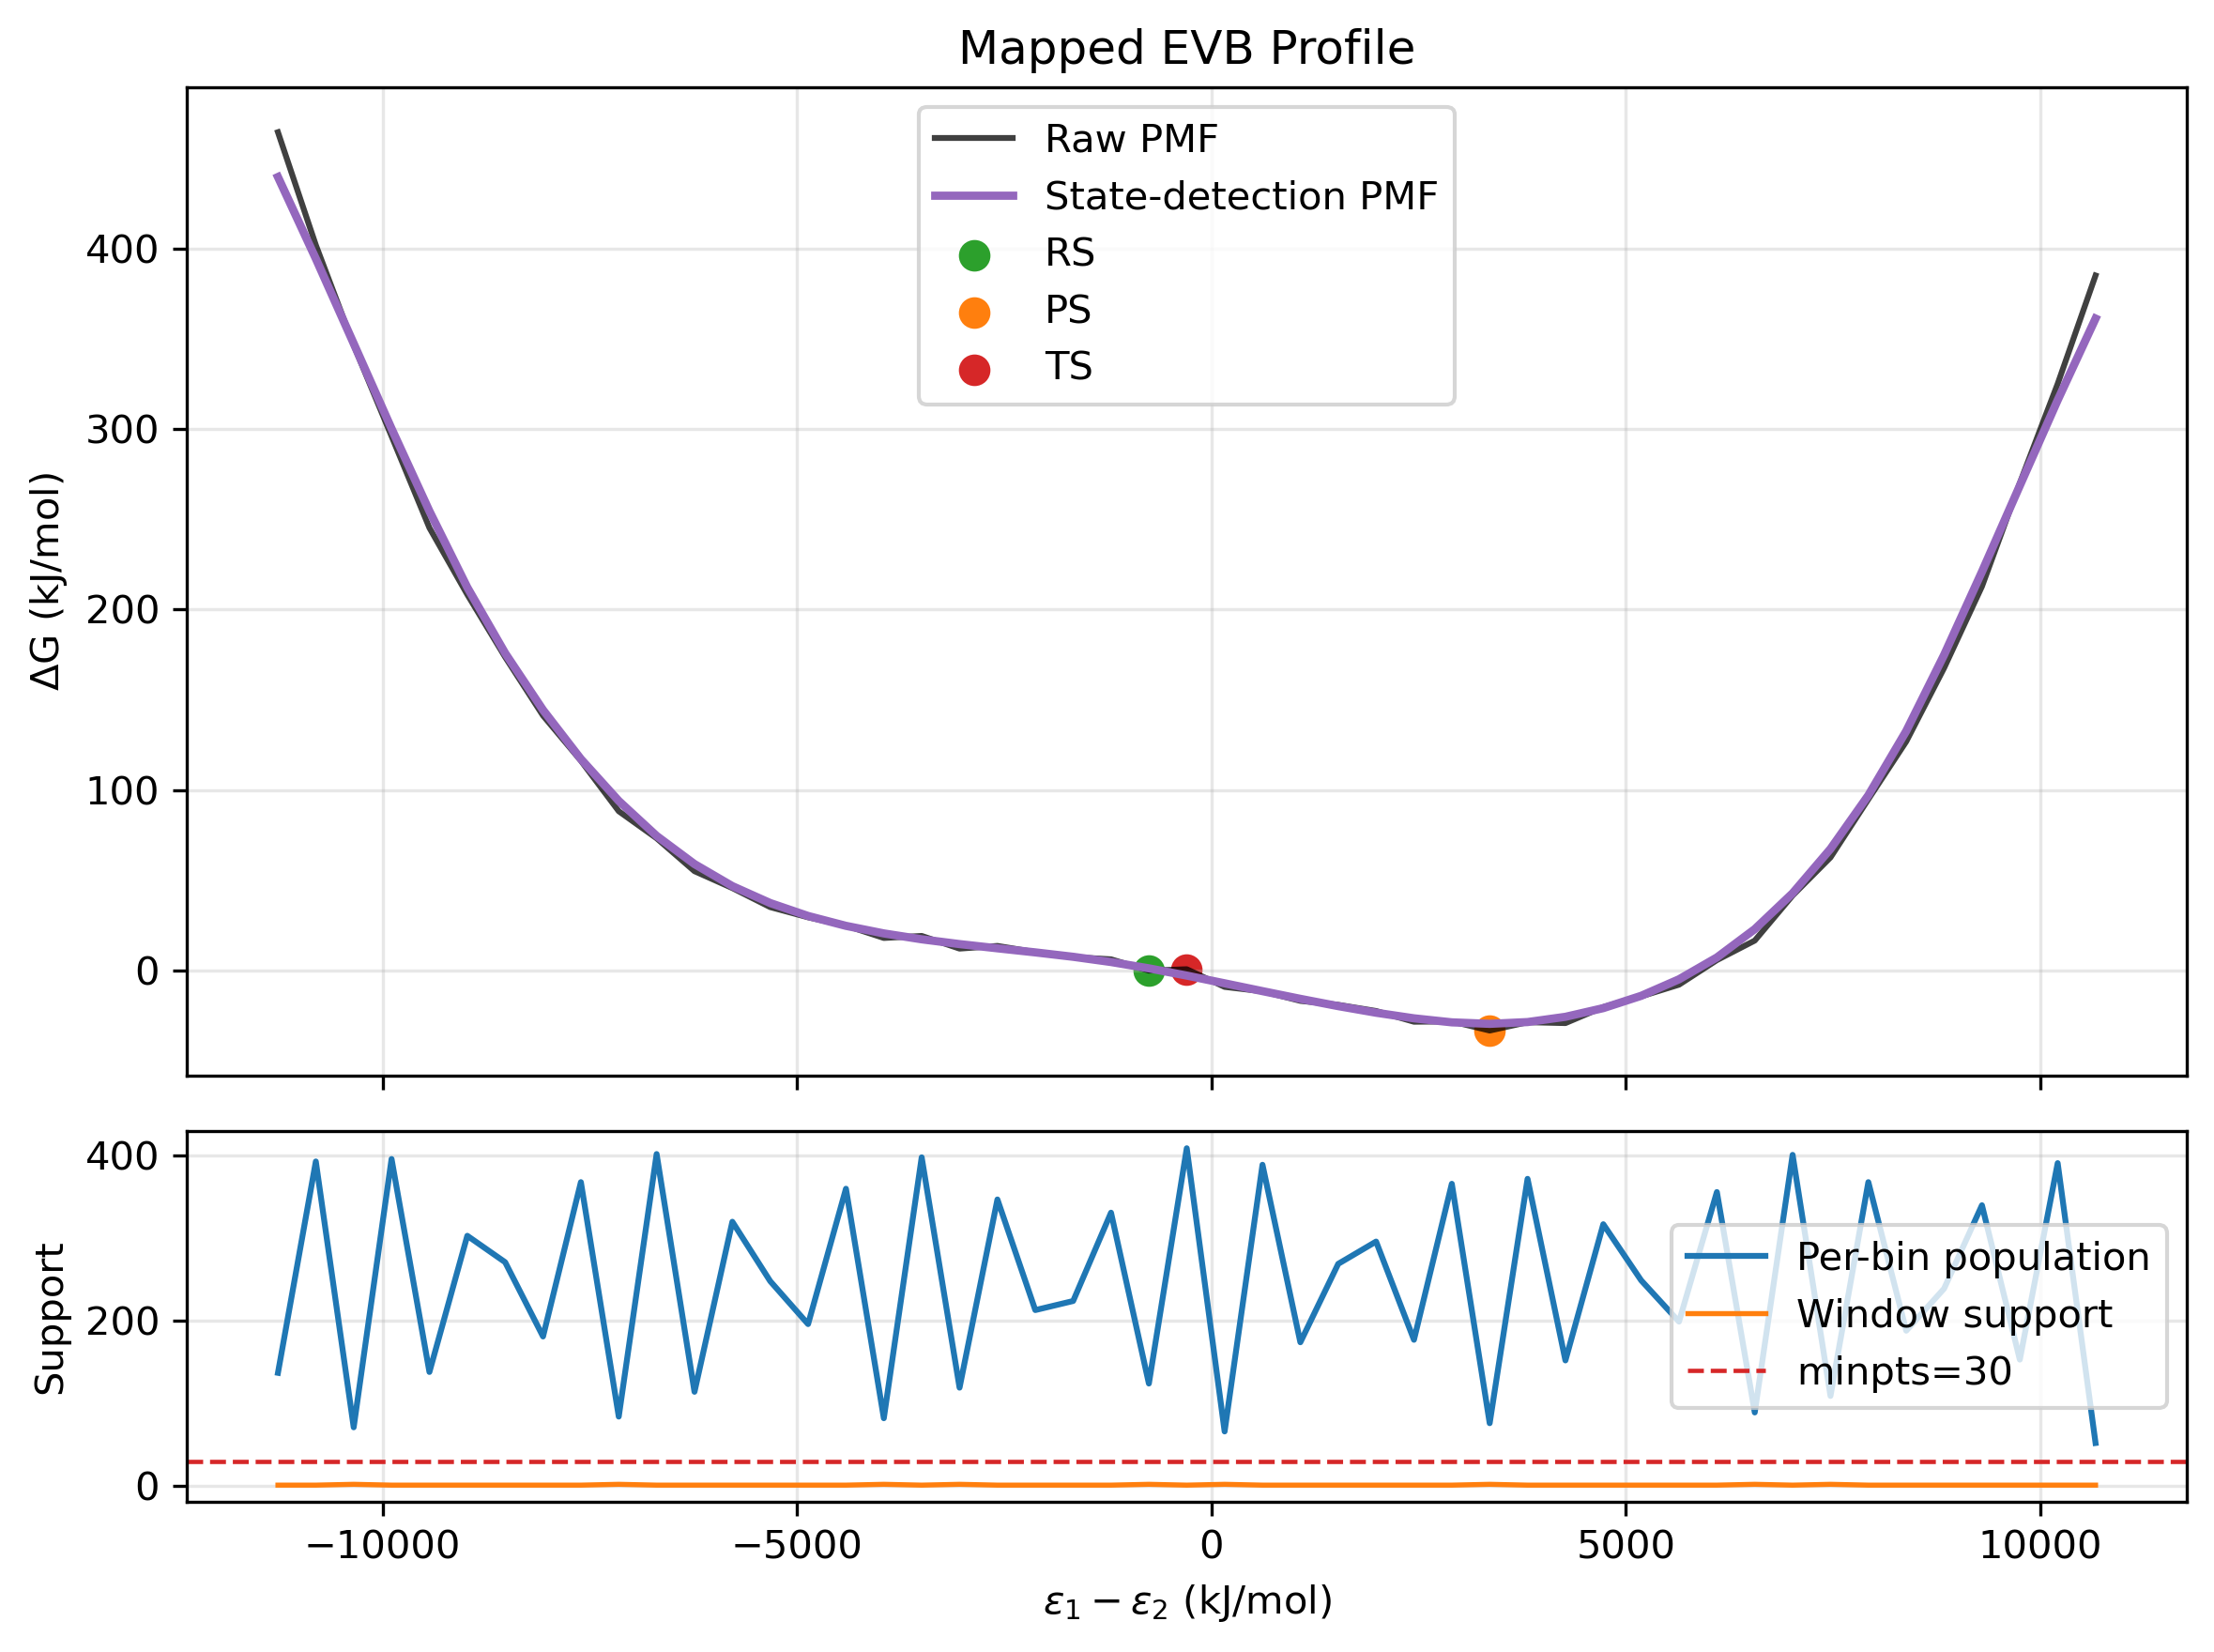 Mapped EVB Profile
Raw PMF
State-detection PMF
RS
PS
TS
400
300
200
100
0
ΔG (kJ/mol)
400
200
0
Support
Per-bin population
Window support
minpts=30
−10000 −5000 0 5000 10000
ε₁ − ε₂ (kJ/mol)